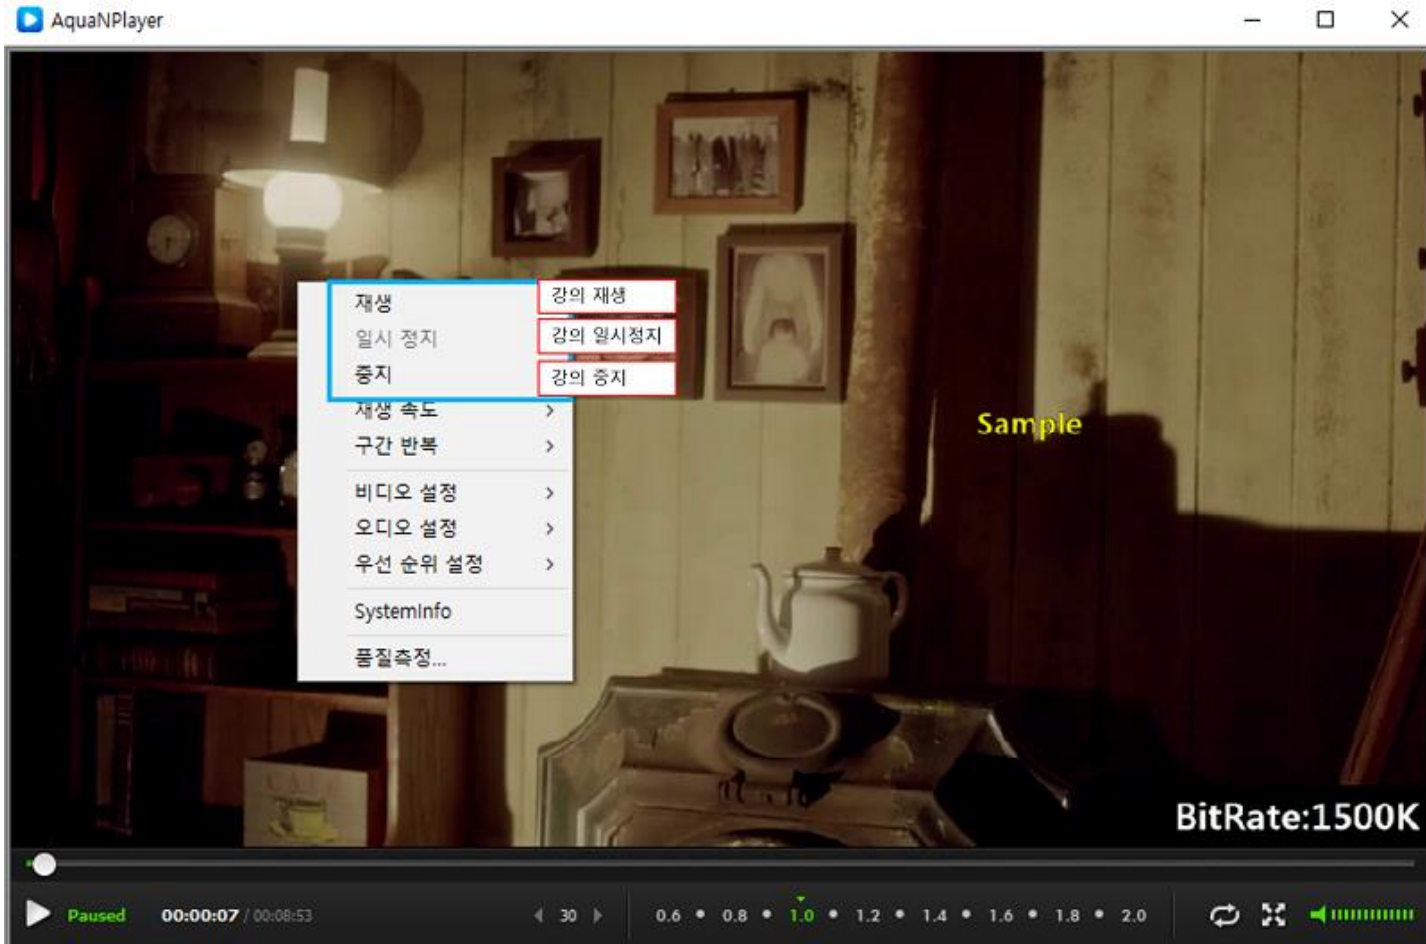 AquaNPlayer
재생
강의 재생
일시 정지
강의 일시정지
중지
강의 중지
재생 속도
구간 반복
비디오 설정
오디오 설정
우선 순위 설정
SystemInfo
품질측정...
Sample
CAFE
BitRate:1500K
Paused 00:00:07 / 00:08:53 30 0.6 0.8 1.0 1.2 1.4 1.6 1.8 2.0